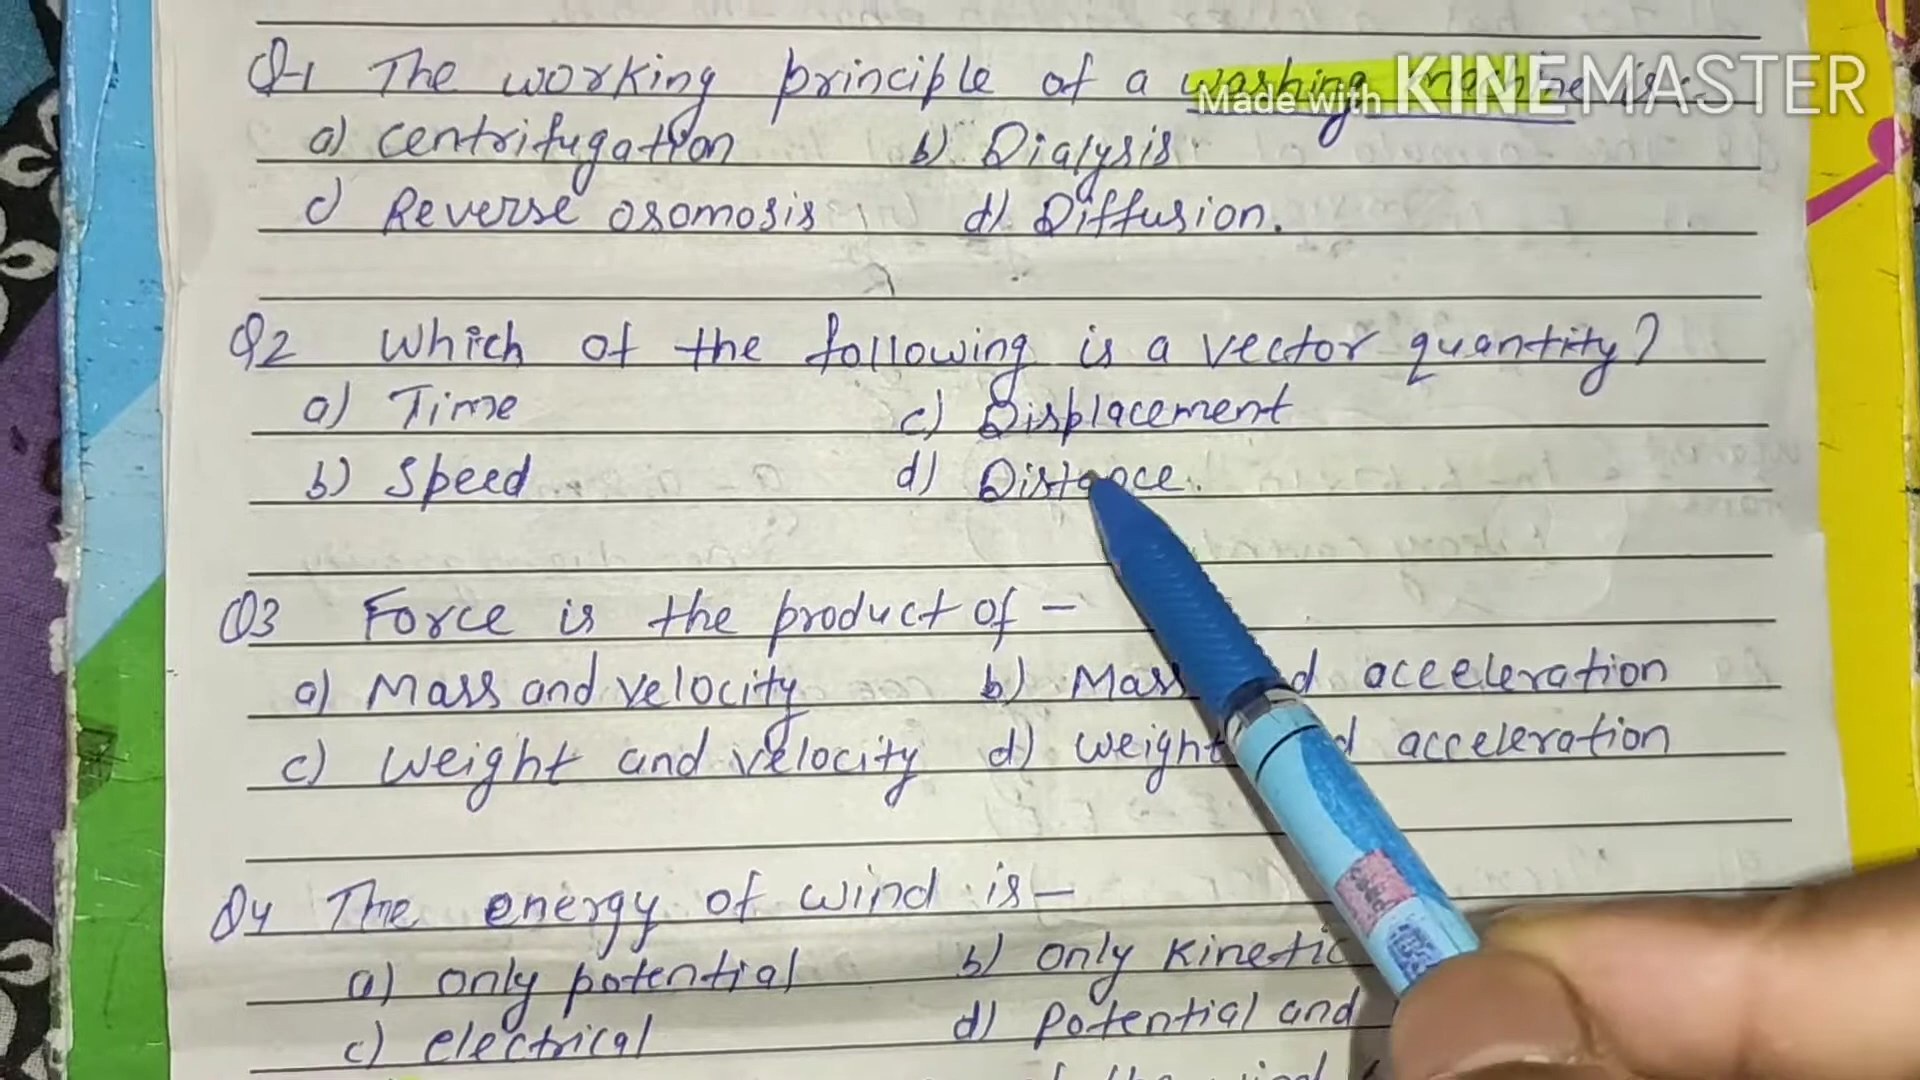 Q1 The working principle of a washing machine is:-
Made with KINEMASTER
a) centrifugation b) Dialysis
c) Reverse osomosis d) Diffusion.
Q2 Which of the following is a vector quantity?
a) Time c) Displacement
b) Speed d) Distance.
Q3 Force is the product of -
a) Mass and velocity b) Mass aceeleration
c) Weight and velocity d) Weight acceleration
Q4 The energy of wind is -
a) only potential b) only Kinetic
c) electrical d) Potential and